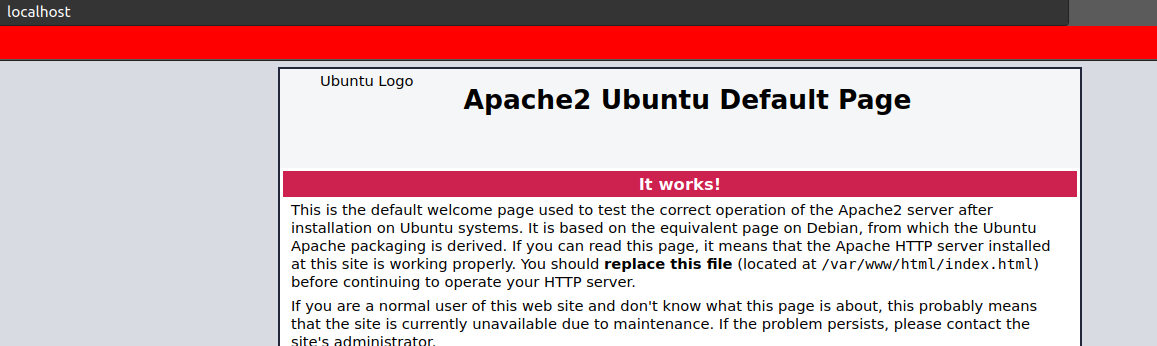 localhost
Ubuntu Logo
Apache2 Ubuntu Default Page
It works!
This is the default welcome page used to test the correct operation of the Apache2 server after
installation on Ubuntu systems. It is based on the equivalent page on Debian, from which the Ubuntu
Apache packaging is derived. If you can read this page, it means that the Apache HTTP server installed
at this site is working properly. You should replace this file (located at /var/www/html/index.html)
before continuing to operate your HTTP server.
If you are a normal user of this web site and don't know what this page is about, this probably means
that the site is currently unavailable due to maintenance. If the problem persists, please contact the
site's administrator.